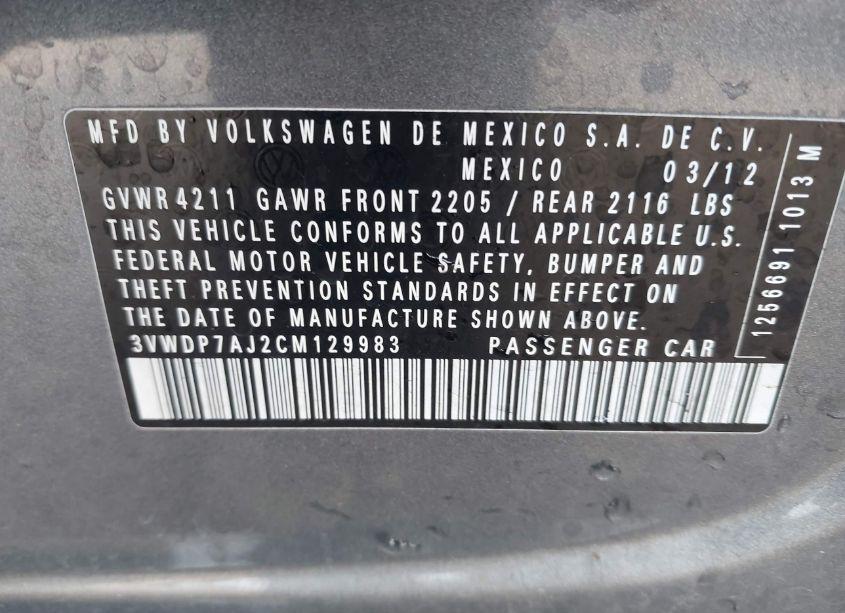 MFD BY VOLKSWAGEN DE MEXICO S.A. DE C.V.
MEXICO 03/12
GVWR 4211 GAWR FRONT 2205 / REAR 2116 LBS
THIS VEHICLE CONFORMS TO ALL APPLICABLE U.S.
FEDERAL MOTOR VEHICLE SAFETY, BUMPER AND
THEFT PREVENTION STANDARDS IN EFFECT ON
THE DATE OF MANUFACTURE SHOWN ABOVE.
3VWDP7AJ2CM129983 PASSENGER CAR
1256691 1013 M